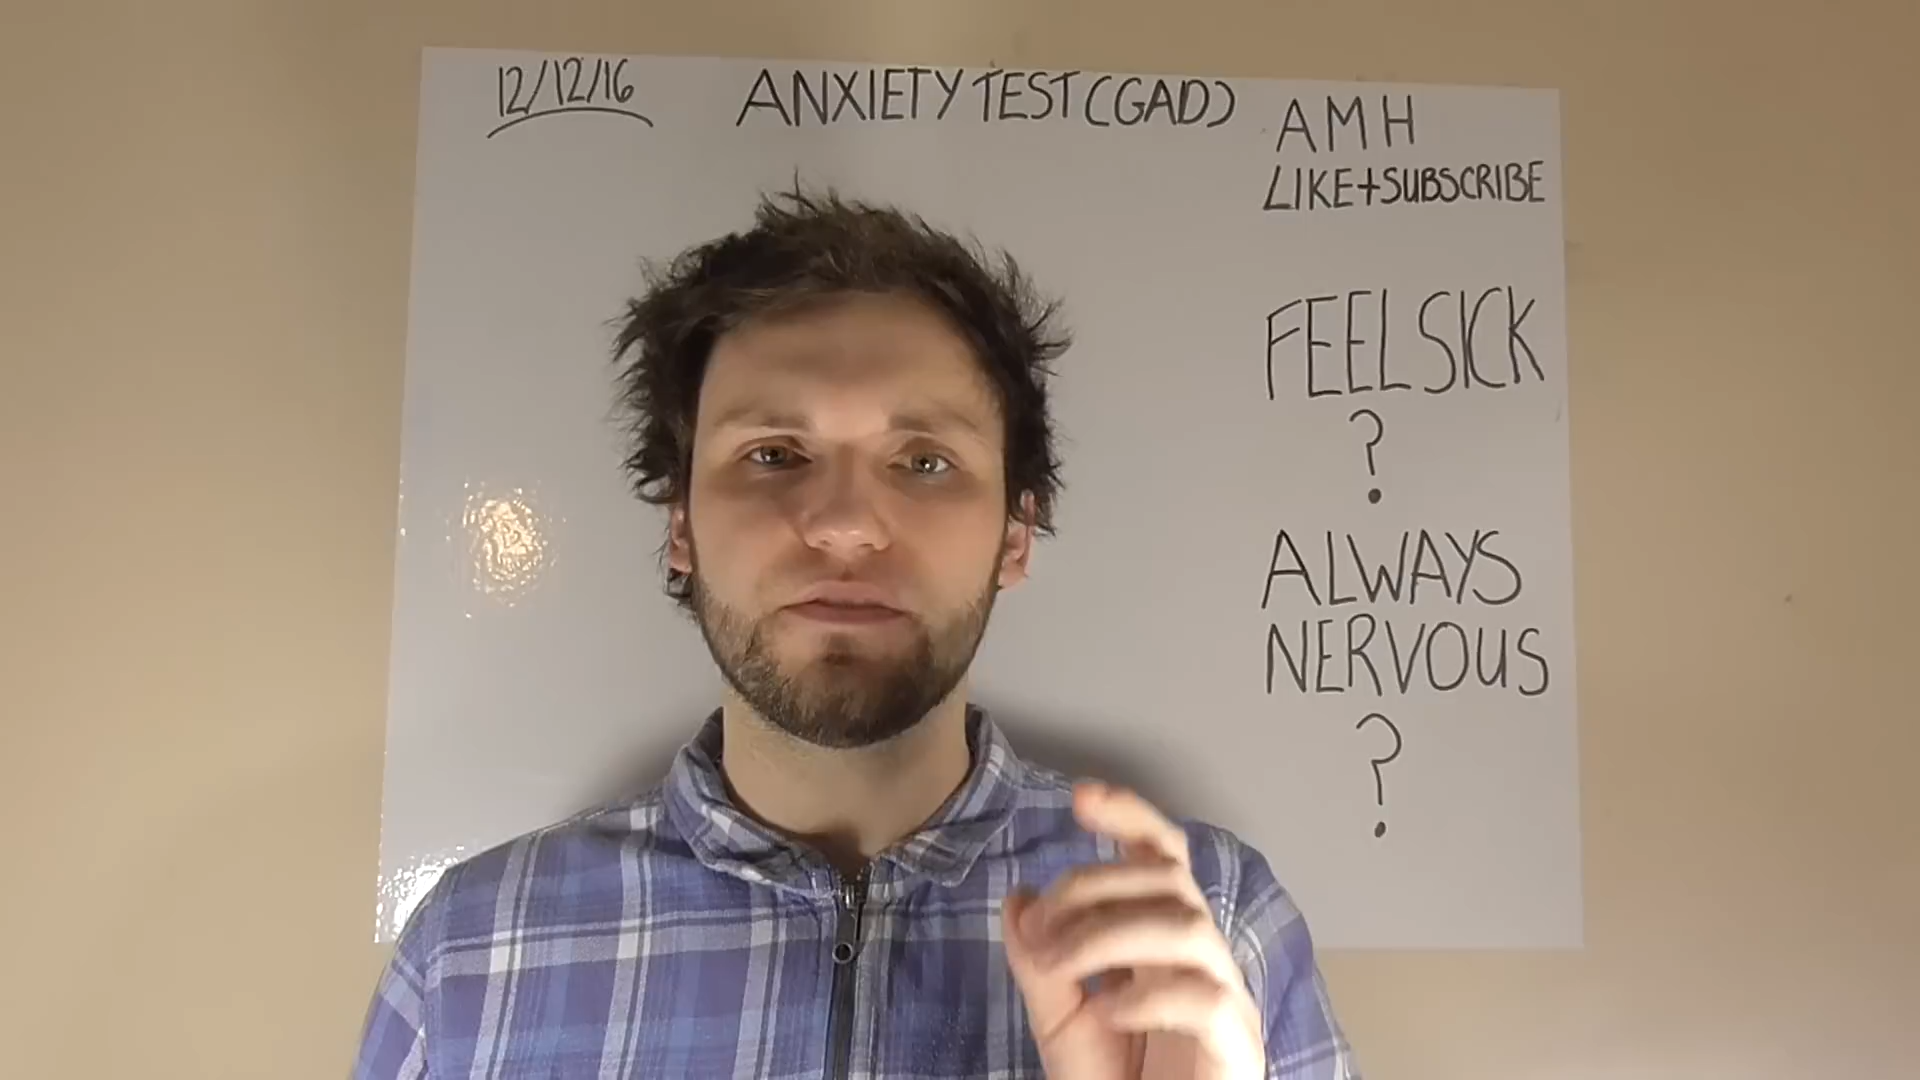 12/12/16
ANXIETY TEST (GAD)
AMH
LIKE+SUBSCRIBE
FEEL SICK
?
ALWAYS
NERVOUS
?